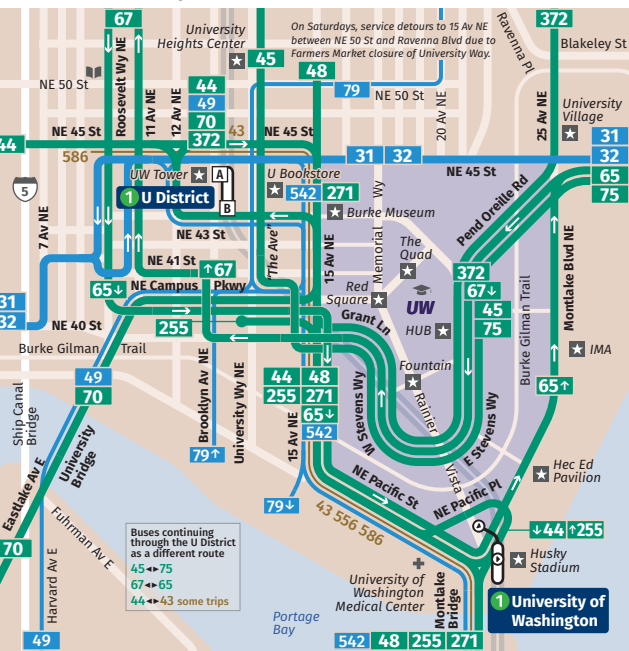 67
University
Heights Center
45
On Saturdays, service detours to 15 Av NE
between NE 50 St and Ravenna Blvd due to
Farmers Market closure of University Way.
Ravenna Pl
372
Blakeley St
Roosevelt Wy NE
11 Av NE
12 Av NE
48
79
20 Av NE
25 Av NE
NE 50 St
NE 50 St
44
49
70
372
43
University
Village
44
NE 45 St
NE 45 St
586
31
32
NE 45 St
31
32
65
75
UW Tower
A
B
U Bookstore
542
271
Memorial Wy
Pend Oreille Rd
5
1 U District
Burke Museum
7 Av NE
NE 43 St
"The Ave"
15 Av NE
The
Quad
Montlake Blvd NE
NE 41 St
↑67
372
67↓
45
75
65↓
NE Campus Pkwy
Red
Square
UW
Burke Gilman Trail
31
32
NE 40 St
255
Grant Ln
HUB
Burke Gilman Trail
IMA
Fountain
49
70
44
48
255
271
65↓
542
65↑
Ship Canal
Bridge
Brooklyn Av NE
University Wy NE
15 Av NE
W Stevens Wy
Rainier Vista
E Stevens Wy
University
Bridge
79↑
Eastlake Av E
79↓
NE Pacific St
NE Pacific Pl
Hec Ed
Pavilion
Fuhrman Av E
43 556 586
↓44
↑255
70
Buses continuing
through the U District
as a different route
45◄►75
67◄►65
44◄►43 some trips
Husky
Stadium
University of
Washington
Medical Center
Harvard Av E
Portage
Bay
Montlake
Bridge
1 University of
Washington
49
542
48
255
271